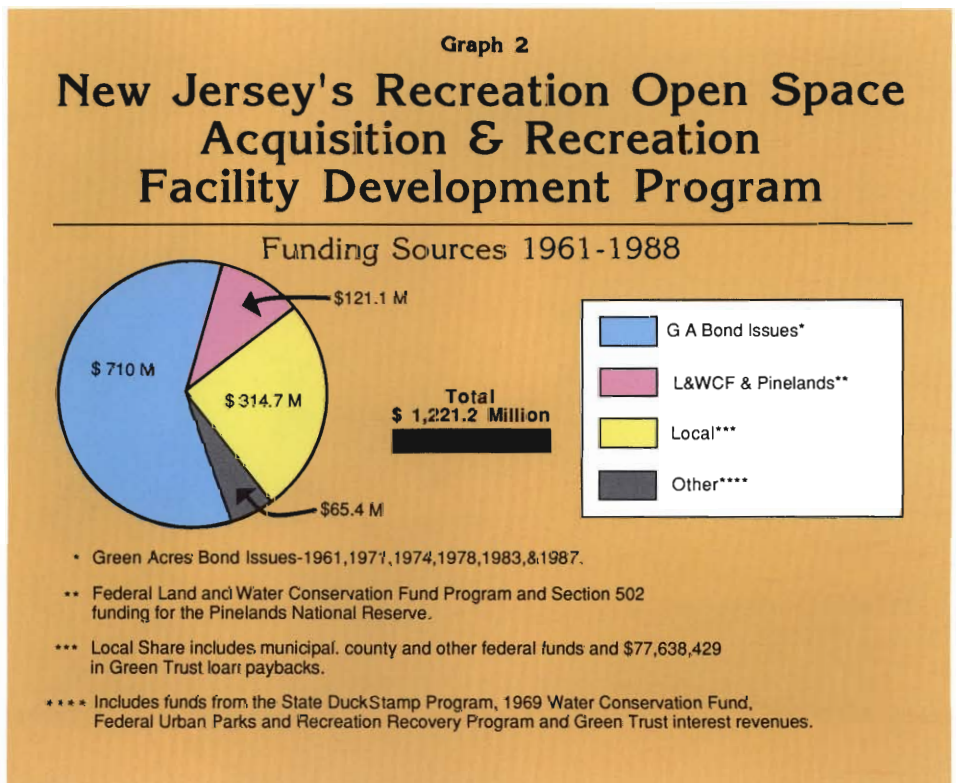 Graph 2
New Jersey's Recreation Open Space
Acquisition & Recreation
Facility Development Program
Funding Sources 1961-1988
$121.1 M
$ 710 M
$ 314.7 M
$65.4 M
Total
$ 1,221.2 Million
G A Bond Issues*
L&WCF & Pinelands**
Local***
Other****
* Green Acres Bond Issues-1961,1971,1974,1978,1983,&1987.
** Federal Land and Water Conservation Fund Program and Section 502
funding for the Pinelands National Reserve.
*** Local Share includes municipal, county and other federal funds and $77,638,429
in Green Trust loan paybacks.
**** Includes funds from the State DuckStamp Program, 1969 Water Conservation Fund,
Federal Urban Parks and Recreation Recovery Program and Green Trust interest revenues.